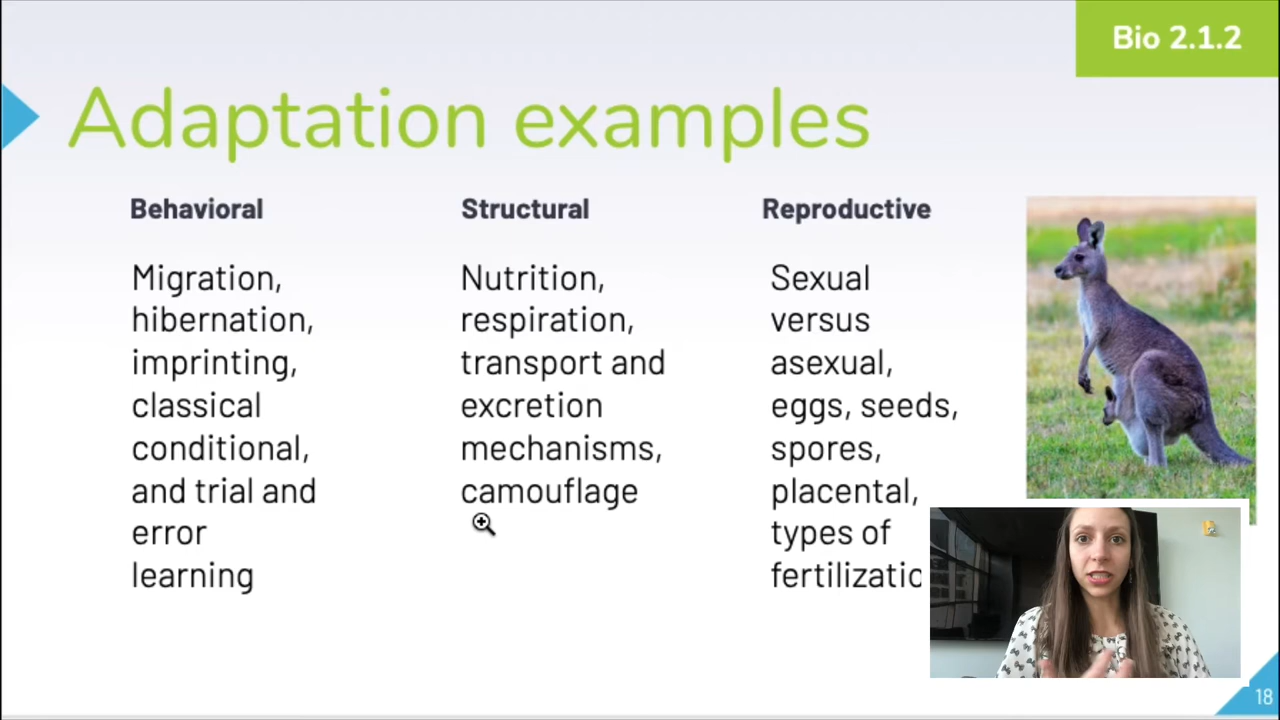 Bio 2.1.2
Adaptation examples
Behavioral
Migration,
hibernation,
imprinting,
classical
conditional,
and trial and
error
learning
Structural
Nutrition,
respiration,
transport and
excretion
mechanisms,
camouflage
Reproductive
Sexual
versus
asexual,
eggs, seeds,
spores,
placental,
types of
18